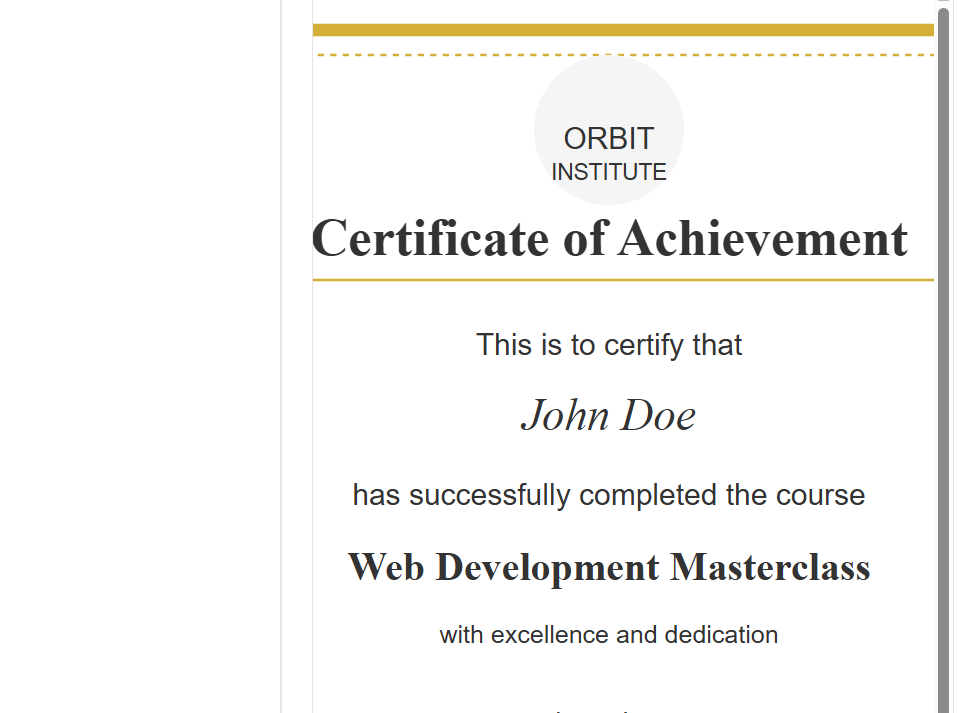 ORBIT
INSTITUTE
Certificate of Achievement
This is to certify that
John Doe
has successfully completed the course
Web Development Masterclass
with excellence and dedication